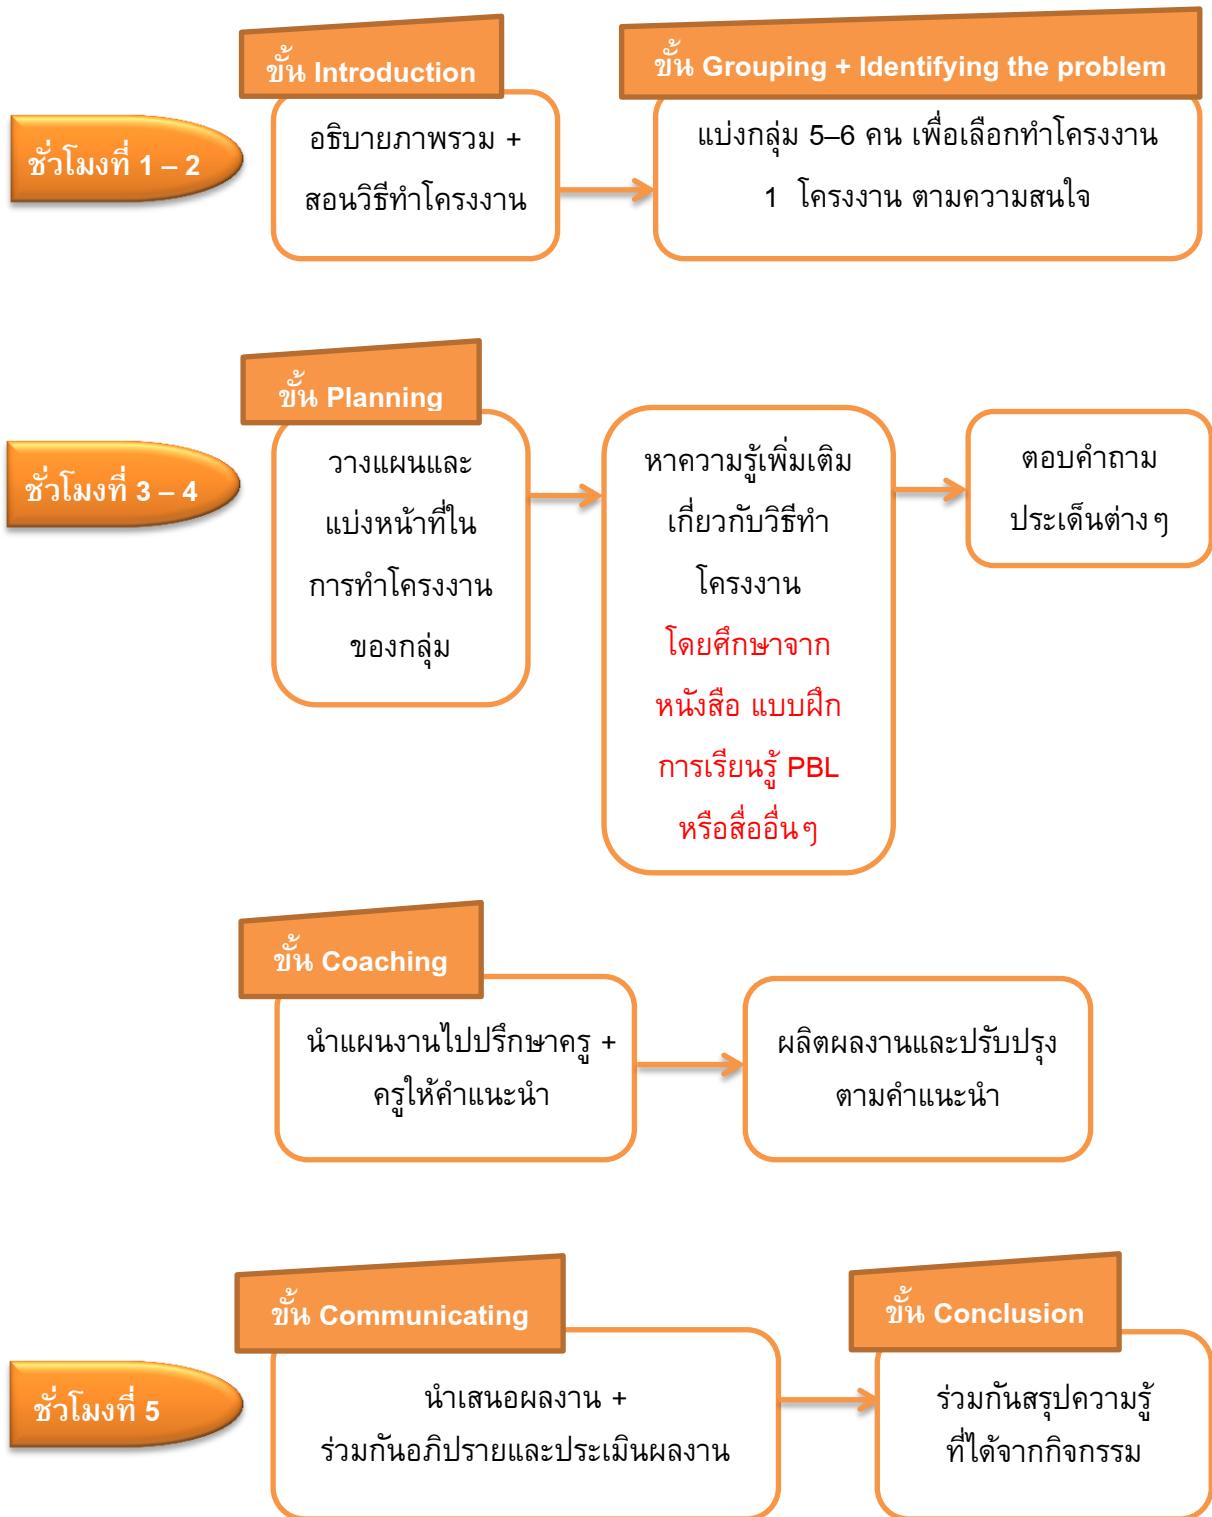 ขั้น Introduction
ขั้น Grouping + Identifying the problem
ชั่วโมงที่ 1 – 2
อธิบายภาพรวม +
สอนวิธีทำโครงงาน
แบ่งกลุ่ม 5–6 คน เพื่อเลือกทำโครงงาน
1 โครงงาน ตามความสนใจ
ขั้น Planning
ชั่วโมงที่ 3 – 4
วางแผนและ
แบ่งหน้าที่ใน
การทำโครงงาน
ของกลุ่ม
หาความรู้เพิ่มเติม
เกี่ยวกับวิธีทำ
โครงงาน
โดยศึกษาจาก
หนังสือ แบบฝึก
การเรียนรู้ PBL
หรือสื่ออื่นๆ
ตอบคำถาม
ประเด็นต่างๆ
ขั้น Coaching
นำแผนงานไปปรึกษาครู +
ครูให้คำแนะนำ
ผลิตผลงานและปรับปรุง
ตามคำแนะนำ
ขั้น Communicating
ขั้น Conclusion
ชั่วโมงที่ 5
นำเสนอผลงาน +
ร่วมกันอภิปรายและประเมินผลงาน
ร่วมกันสรุปความรู้
ที่ได้จากกิจกรรม